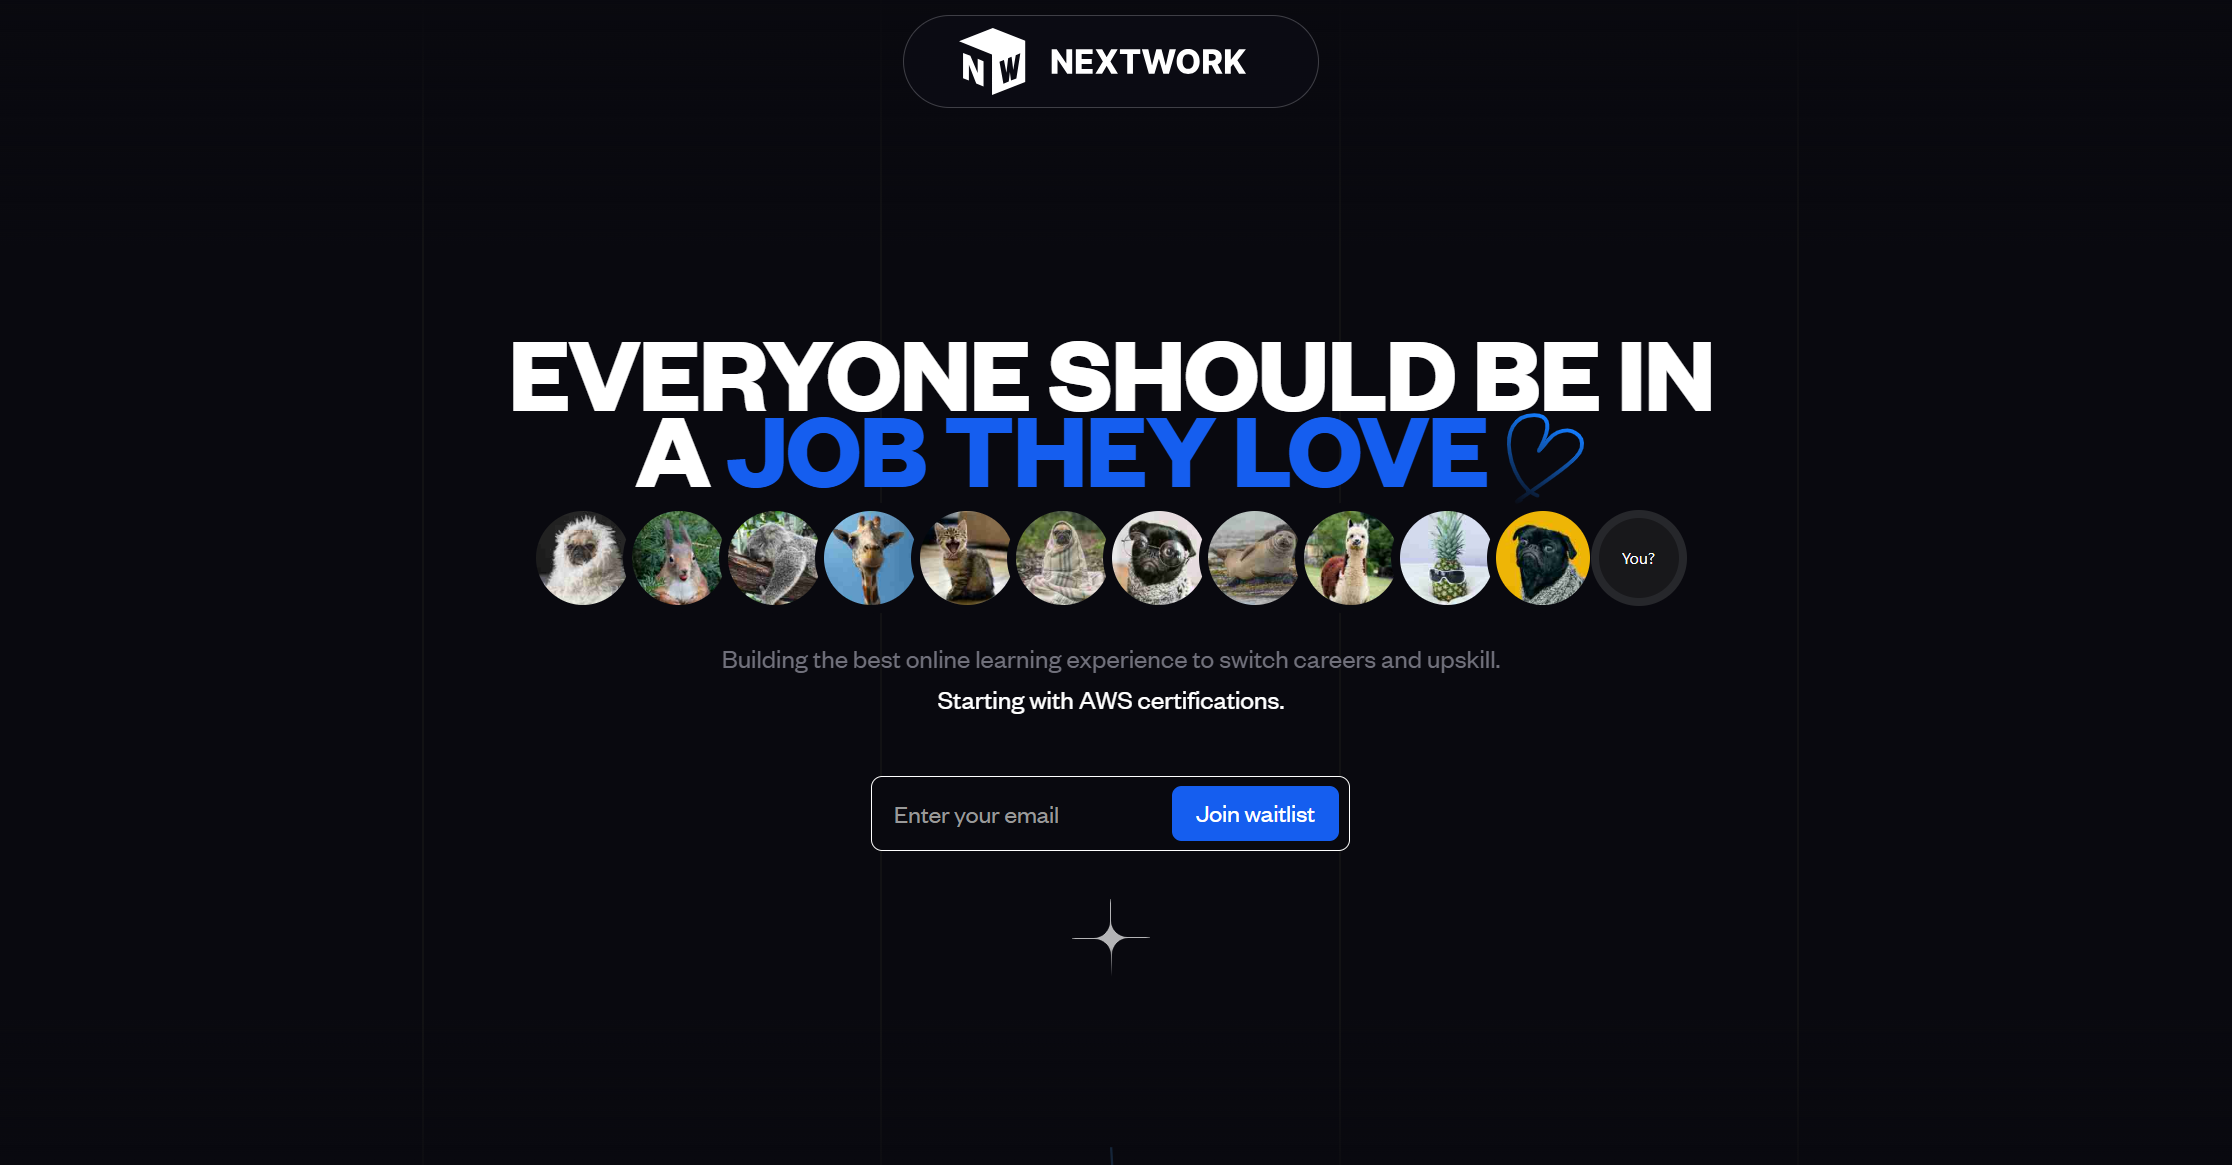 NW NEXTWORK
EVERYONE SHOULD BE IN
A JOB THEY LOVE
You?
Building the best online learning experience to switch careers and upskill.
Starting with AWS certifications.
Enter your email
Join waitlist